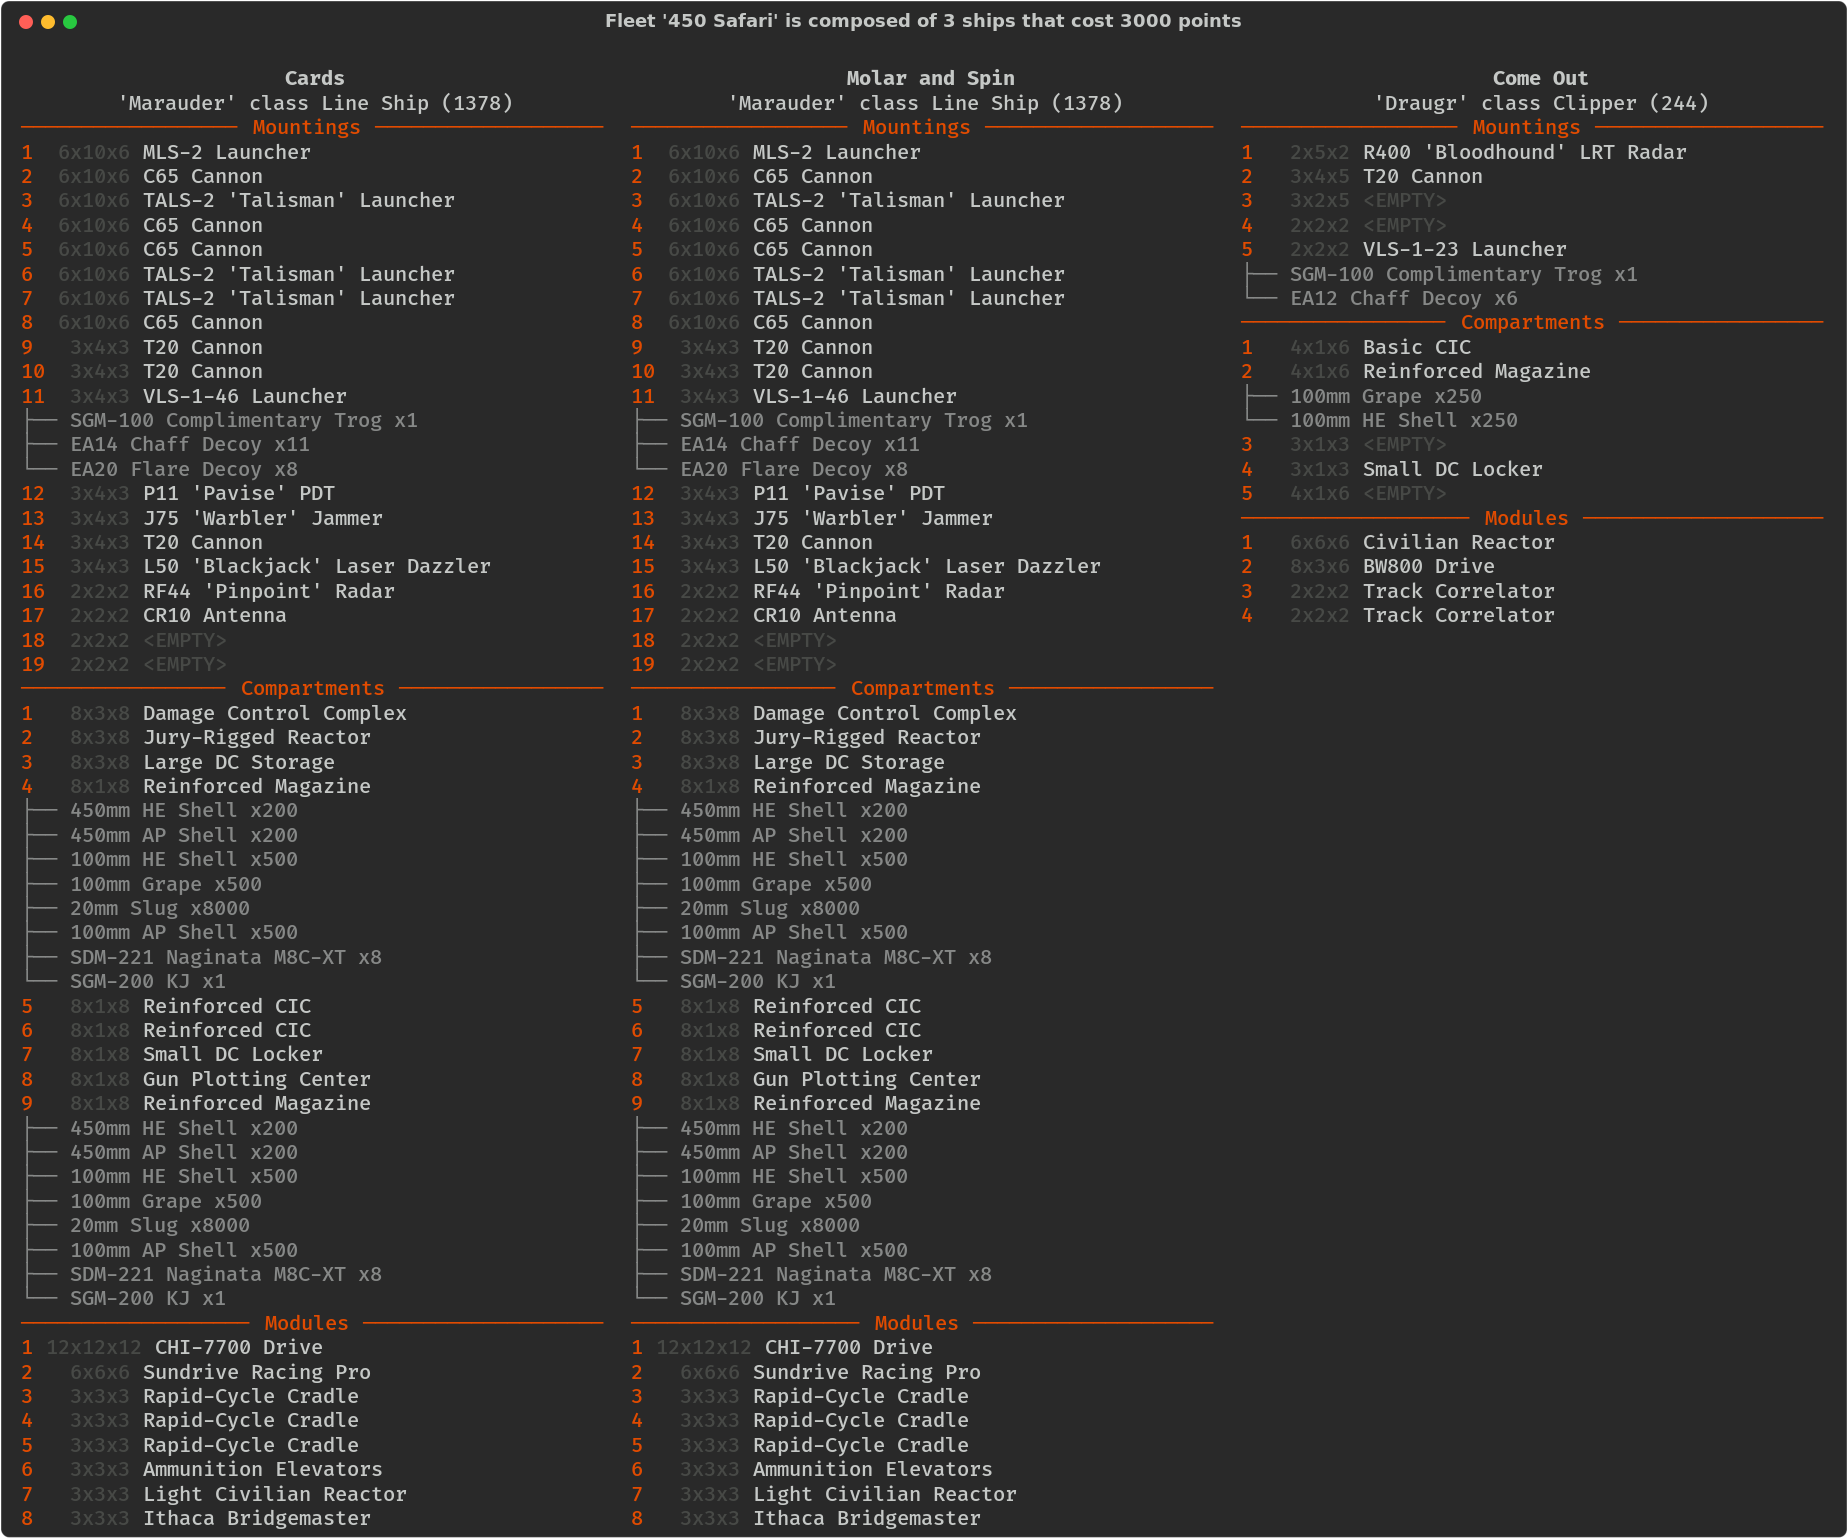 Fleet '450 Safari' is composed of 3 ships that cost 3000 points
Cards
'Marauder' class Line Ship (1378)
Mountings
1 6x10x6 MLS-2 Launcher
2 6x10x6 C65 Cannon
3 6x10x6 TALS-2 'Talisman' Launcher
4 6x10x6 C65 Cannon
5 6x10x6 C65 Cannon
6 6x10x6 TALS-2 'Talisman' Launcher
7 6x10x6 TALS-2 'Talisman' Launcher
8 6x10x6 C65 Cannon
9 3x4x3 T20 Cannon
10 3x4x3 T20 Cannon
11 3x4x3 VLS-1-46 Launcher
SGM-100 Complimentary Trog x1
EA14 Chaff Decoy x11
EA20 Flare Decoy x8
12 3x4x3 P11 'Pavise' PDT
13 3x4x3 J75 'Warbler' Jammer
14 3x4x3 T20 Cannon
15 3x4x3 L50 'Blackjack' Laser Dazzler
16 2x2x2 RF44 'Pinpoint' Radar
17 2x2x2 CR10 Antenna
18 2x2x2 <EMPTY>
19 2x2x2 <EMPTY>
Compartments
1 8x3x8 Damage Control Complex
2 8x3x8 Jury-Rigged Reactor
3 8x3x8 Large DC Storage
4 8x1x8 Reinforced Magazine
450mm HE Shell x200
450mm AP Shell x200
100mm HE Shell x500
100mm Grape x500
20mm Slug x8000
100mm AP Shell x500
SDM-221 Naginata M8C-XT x8
SGM-200 KJ x1
5 8x1x8 Reinforced CIC
6 8x1x8 Reinforced CIC
7 8x1x8 Small DC Locker
8 8x1x8 Gun Plotting Center
9 8x1x8 Reinforced Magazine
450mm HE Shell x200
450mm AP Shell x200
100mm HE Shell x500
100mm Grape x500
20mm Slug x8000
100mm AP Shell x500
SDM-221 Naginata M8C-XT x8
SGM-200 KJ x1
Modules
1 12x12x12 CHI-7700 Drive
2 6x6x6 Sundrive Racing Pro
3 3x3x3 Rapid-Cycle Cradle
4 3x3x3 Rapid-Cycle Cradle
5 3x3x3 Rapid-Cycle Cradle
6 3x3x3 Ammunition Elevators
7 3x3x3 Light Civilian Reactor
8 3x3x3 Ithaca Bridgemaster
Molar and Spin
'Marauder' class Line Ship (1378)
Mountings
1 6x10x6 MLS-2 Launcher
2 6x10x6 C65 Cannon
3 6x10x6 TALS-2 'Talisman' Launcher
4 6x10x6 C65 Cannon
5 6x10x6 C65 Cannon
6 6x10x6 TALS-2 'Talisman' Launcher
7 6x10x6 TALS-2 'Talisman' Launcher
8 6x10x6 C65 Cannon
9 3x4x3 T20 Cannon
10 3x4x3 T20 Cannon
11 3x4x3 VLS-1-46 Launcher
SGM-100 Complimentary Trog x1
EA14 Chaff Decoy x11
EA20 Flare Decoy x8
12 3x4x3 P11 'Pavise' PDT
13 3x4x3 J75 'Warbler' Jammer
14 3x4x3 T20 Cannon
15 3x4x3 L50 'Blackjack' Laser Dazzler
16 2x2x2 RF44 'Pinpoint' Radar
17 2x2x2 CR10 Antenna
18 2x2x2 <EMPTY>
19 2x2x2 <EMPTY>
Compartments
1 8x3x8 Damage Control Complex
2 8x3x8 Jury-Rigged Reactor
3 8x3x8 Large DC Storage
4 8x1x8 Reinforced Magazine
450mm HE Shell x200
450mm AP Shell x200
100mm HE Shell x500
100mm Grape x500
20mm Slug x8000
100mm AP Shell x500
SDM-221 Naginata M8C-XT x8
SGM-200 KJ x1
5 8x1x8 Reinforced CIC
6 8x1x8 Reinforced CIC
7 8x1x8 Small DC Locker
8 8x1x8 Gun Plotting Center
9 8x1x8 Reinforced Magazine
450mm HE Shell x200
450mm AP Shell x200
100mm HE Shell x500
100mm Grape x500
20mm Slug x8000
100mm AP Shell x500
SDM-221 Naginata M8C-XT x8
SGM-200 KJ x1
Modules
1 12x12x12 CHI-7700 Drive
2 6x6x6 Sundrive Racing Pro
3 3x3x3 Rapid-Cycle Cradle
4 3x3x3 Rapid-Cycle Cradle
5 3x3x3 Rapid-Cycle Cradle
6 3x3x3 Ammunition Elevators
7 3x3x3 Light Civilian Reactor
8 3x3x3 Ithaca Bridgemaster
Come Out
'Draugr' class Clipper (244)
Mountings
1 2x5x2 R400 'Bloodhound' LRT Radar
2 3x4x5 T20 Cannon
3 3x2x5 <EMPTY>
4 2x2x2 <EMPTY>
5 2x2x2 VLS-1-23 Launcher
SGM-100 Complimentary Trog x1
EA12 Chaff Decoy x6
Compartments
1 4x1x6 Basic CIC
2 4x1x6 Reinforced Magazine
100mm Grape x250
100mm HE Shell x250
3 3x1x3 <EMPTY>
4 3x1x3 Small DC Locker
5 4x1x6 <EMPTY>
Modules
1 6x6x6 Civilian Reactor
2 8x3x6 BW800 Drive
3 2x2x2 Track Correlator
4 2x2x2 Track Correlator